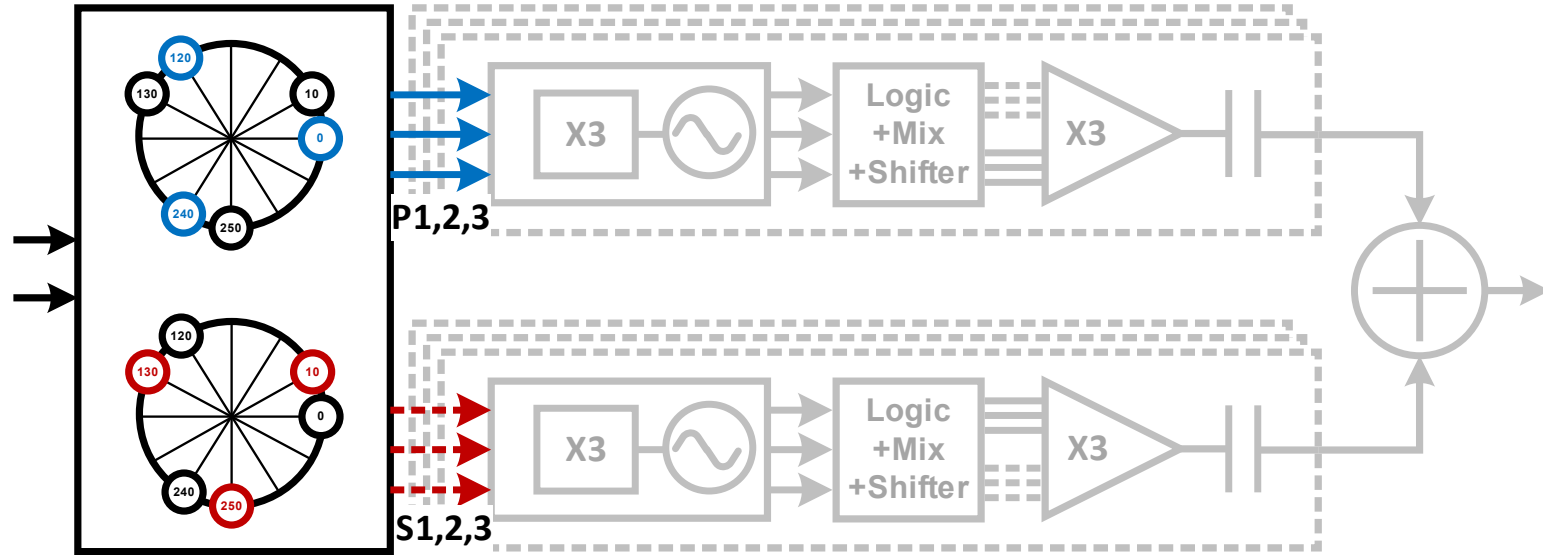 120
130
10
0
240
250
P1,2,3
X3
Logic
+Mix
+Shifter
X3
120
130
10
0
240
250
S1,2,3
X3
Logic
+Mix
+Shifter
X3